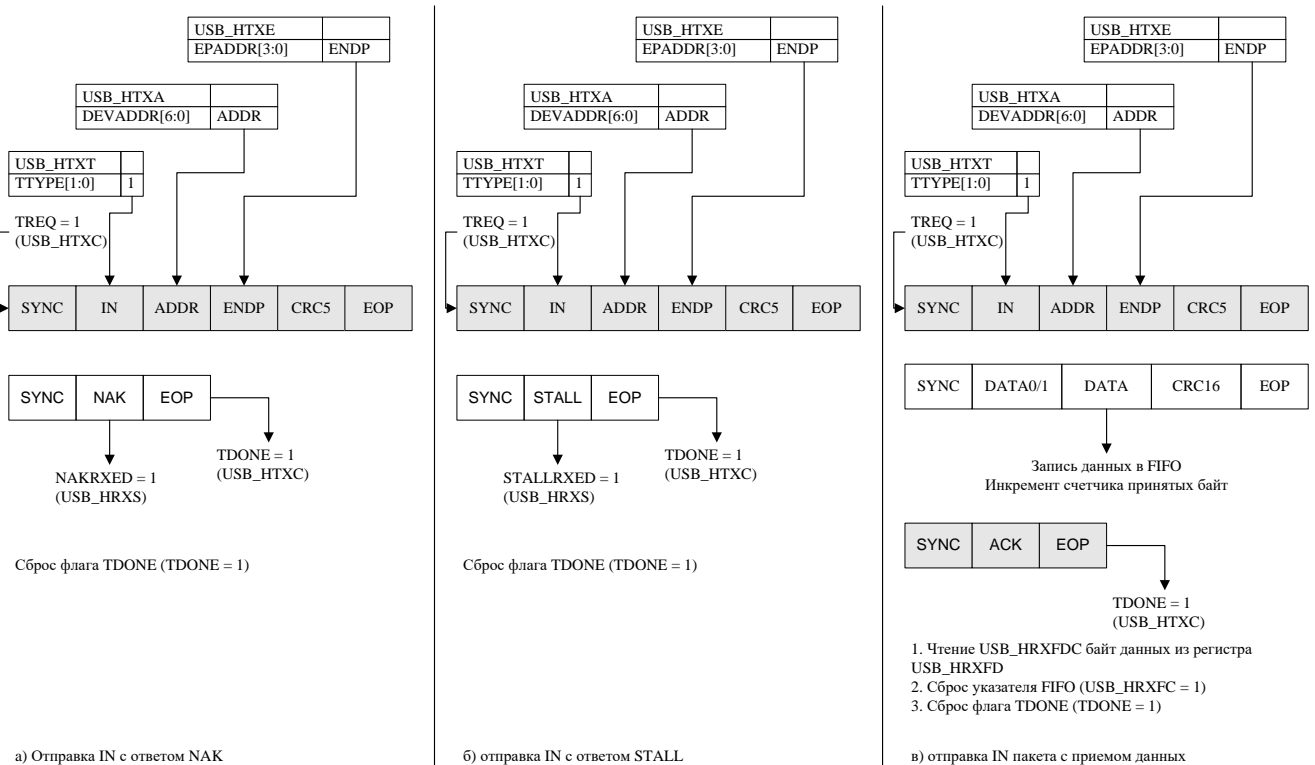 USB_HTXE
EPADDR[3:0] ENDP
USB_HTXA
DEVADDR[6:0] ADDR
USB_HTXT
TTYPE[1:0] 1
TREQ = 1
(USB_HTXC)
SYNC IN ADDR ENDP CRC5 EOP
SYNC NAK EOP
NAKRXED = 1
(USB_HRXS)
TDONE = 1
(USB_HTXC)
Сброс флага TDONE (TDONE = 1)
а) Отправка IN с ответом NAK
USB_HTXE
EPADDR[3:0] ENDP
USB_HTXA
DEVADDR[6:0] ADDR
USB_HTXT
TTYPE[1:0] 1
TREQ = 1
(USB_HTXC)
SYNC IN ADDR ENDP CRC5 EOP
SYNC STALL EOP
STALLRXED = 1
(USB_HRXS)
TDONE = 1
(USB_HTXC)
Сброс флага TDONE (TDONE = 1)
б) отправка IN с ответом STALL
USB_HTXE
EPADDR[3:0] ENDP
USB_HTXA
DEVADDR[6:0] ADDR
USB_HTXT
TTYPE[1:0] 1
TREQ = 1
(USB_HTXC)
SYNC IN ADDR ENDP CRC5 EOP
SYNC DATA0/1 DATA CRC16 EOP
Запись данных в FIFO
Инкремент счетчика принятых байт
SYNC ACK EOP
TDONE = 1
(USB_HTXC)
1. Чтение USB_HRXFDC байт данных из регистра
USB_HRXFD
2. Сброс указателя FIFO (USB_HRXFC = 1)
3. Сброс флага TDONE (TDONE = 1)
в) отправка IN пакета с приемом данных